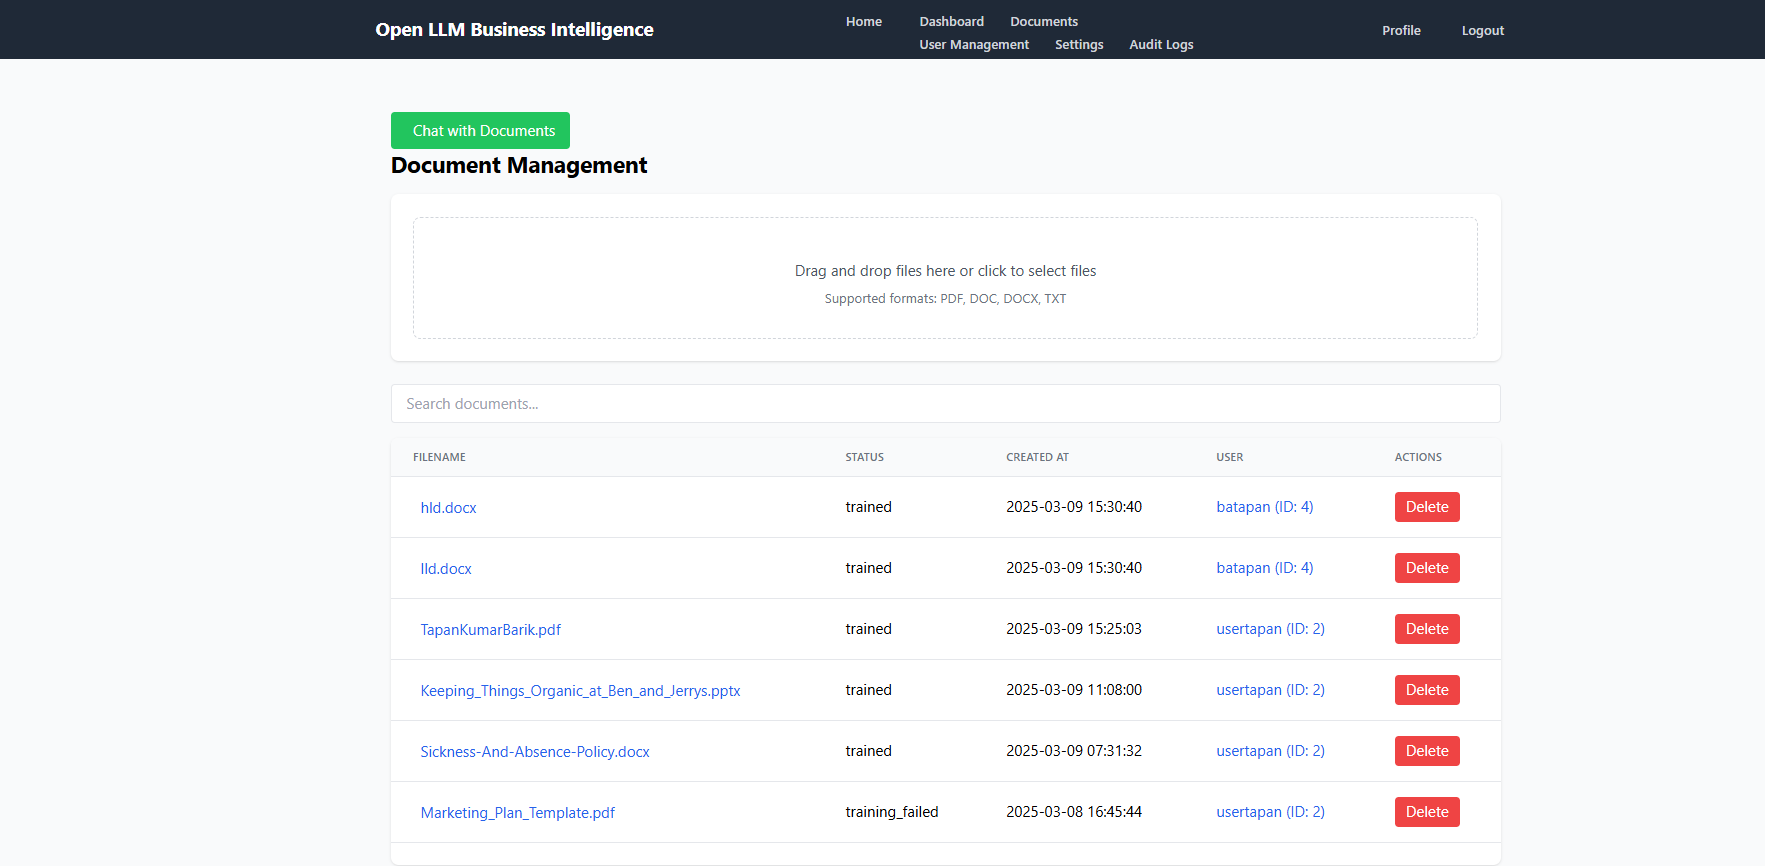 Open LLM Business Intelligence
Home Dashboard Documents
User Management Settings Audit Logs
Profile Logout
Chat with Documents
Document Management
Drag and drop files here or click to select files
Supported formats: PDF, DOC, DOCX, TXT
Search documents...
FILENAME STATUS CREATED AT USER ACTIONS
hld.docx trained 2025-03-09 15:30:40 batapan (ID: 4) Delete
lld.docx trained 2025-03-09 15:30:40 batapan (ID: 4) Delete
TapanKumarBarik.pdf trained 2025-03-09 15:25:03 usertapan (ID: 2) Delete
Keeping_Things_Organic_at_Ben_and_Jerrys.pptx trained 2025-03-09 11:08:00 usertapan (ID: 2) Delete
Sickness-And-Absence-Policy.docx trained 2025-03-09 07:31:32 usertapan (ID: 2) Delete
Marketing_Plan_Template.pdf training_failed 2025-03-08 16:45:44 usertapan (ID: 2) Delete